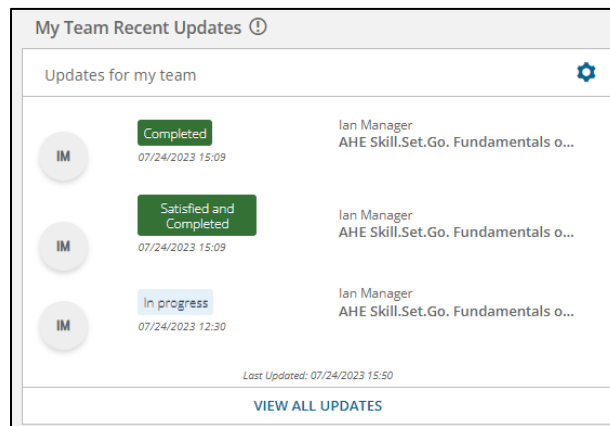 My Team Recent Updates
Updates for my team
IM
Completed
07/24/2023 15:09
Ian Manager
AHE Skill.Set.Go. Fundamentals o...
IM
Satisfied and
Completed
07/24/2023 15:09
Ian Manager
AHE Skill.Set.Go. Fundamentals o...
IM
In progress
07/24/2023 12:30
Ian Manager
AHE Skill.Set.Go. Fundamentals o...
Last Updated: 07/24/2023 15:50
VIEW ALL UPDATES